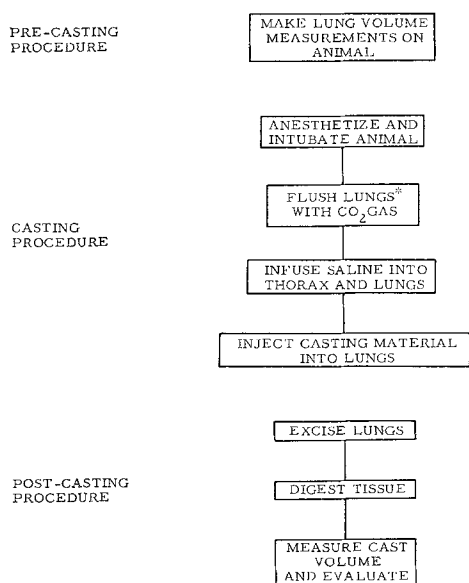 PRE-CASTING
PROCEDURE
MAKE LUNG VOLUME
MEASUREMENTS ON
ANIMAL
CASTING
PROCEDURE
ANESTHETIZE AND
INTUBATE ANIMAL
FLUSH LUNGS*
WITH CO2GAS
INFUSE SALINE INTO
THORAX AND LUNGS
INJECT CASTING MATERIAL
INTO LUNGS
POST-CASTING
PROCEDURE
EXCISE LUNGS
DIGEST TISSUE
MEASURE CAST
VOLUME
AND EVALUATE